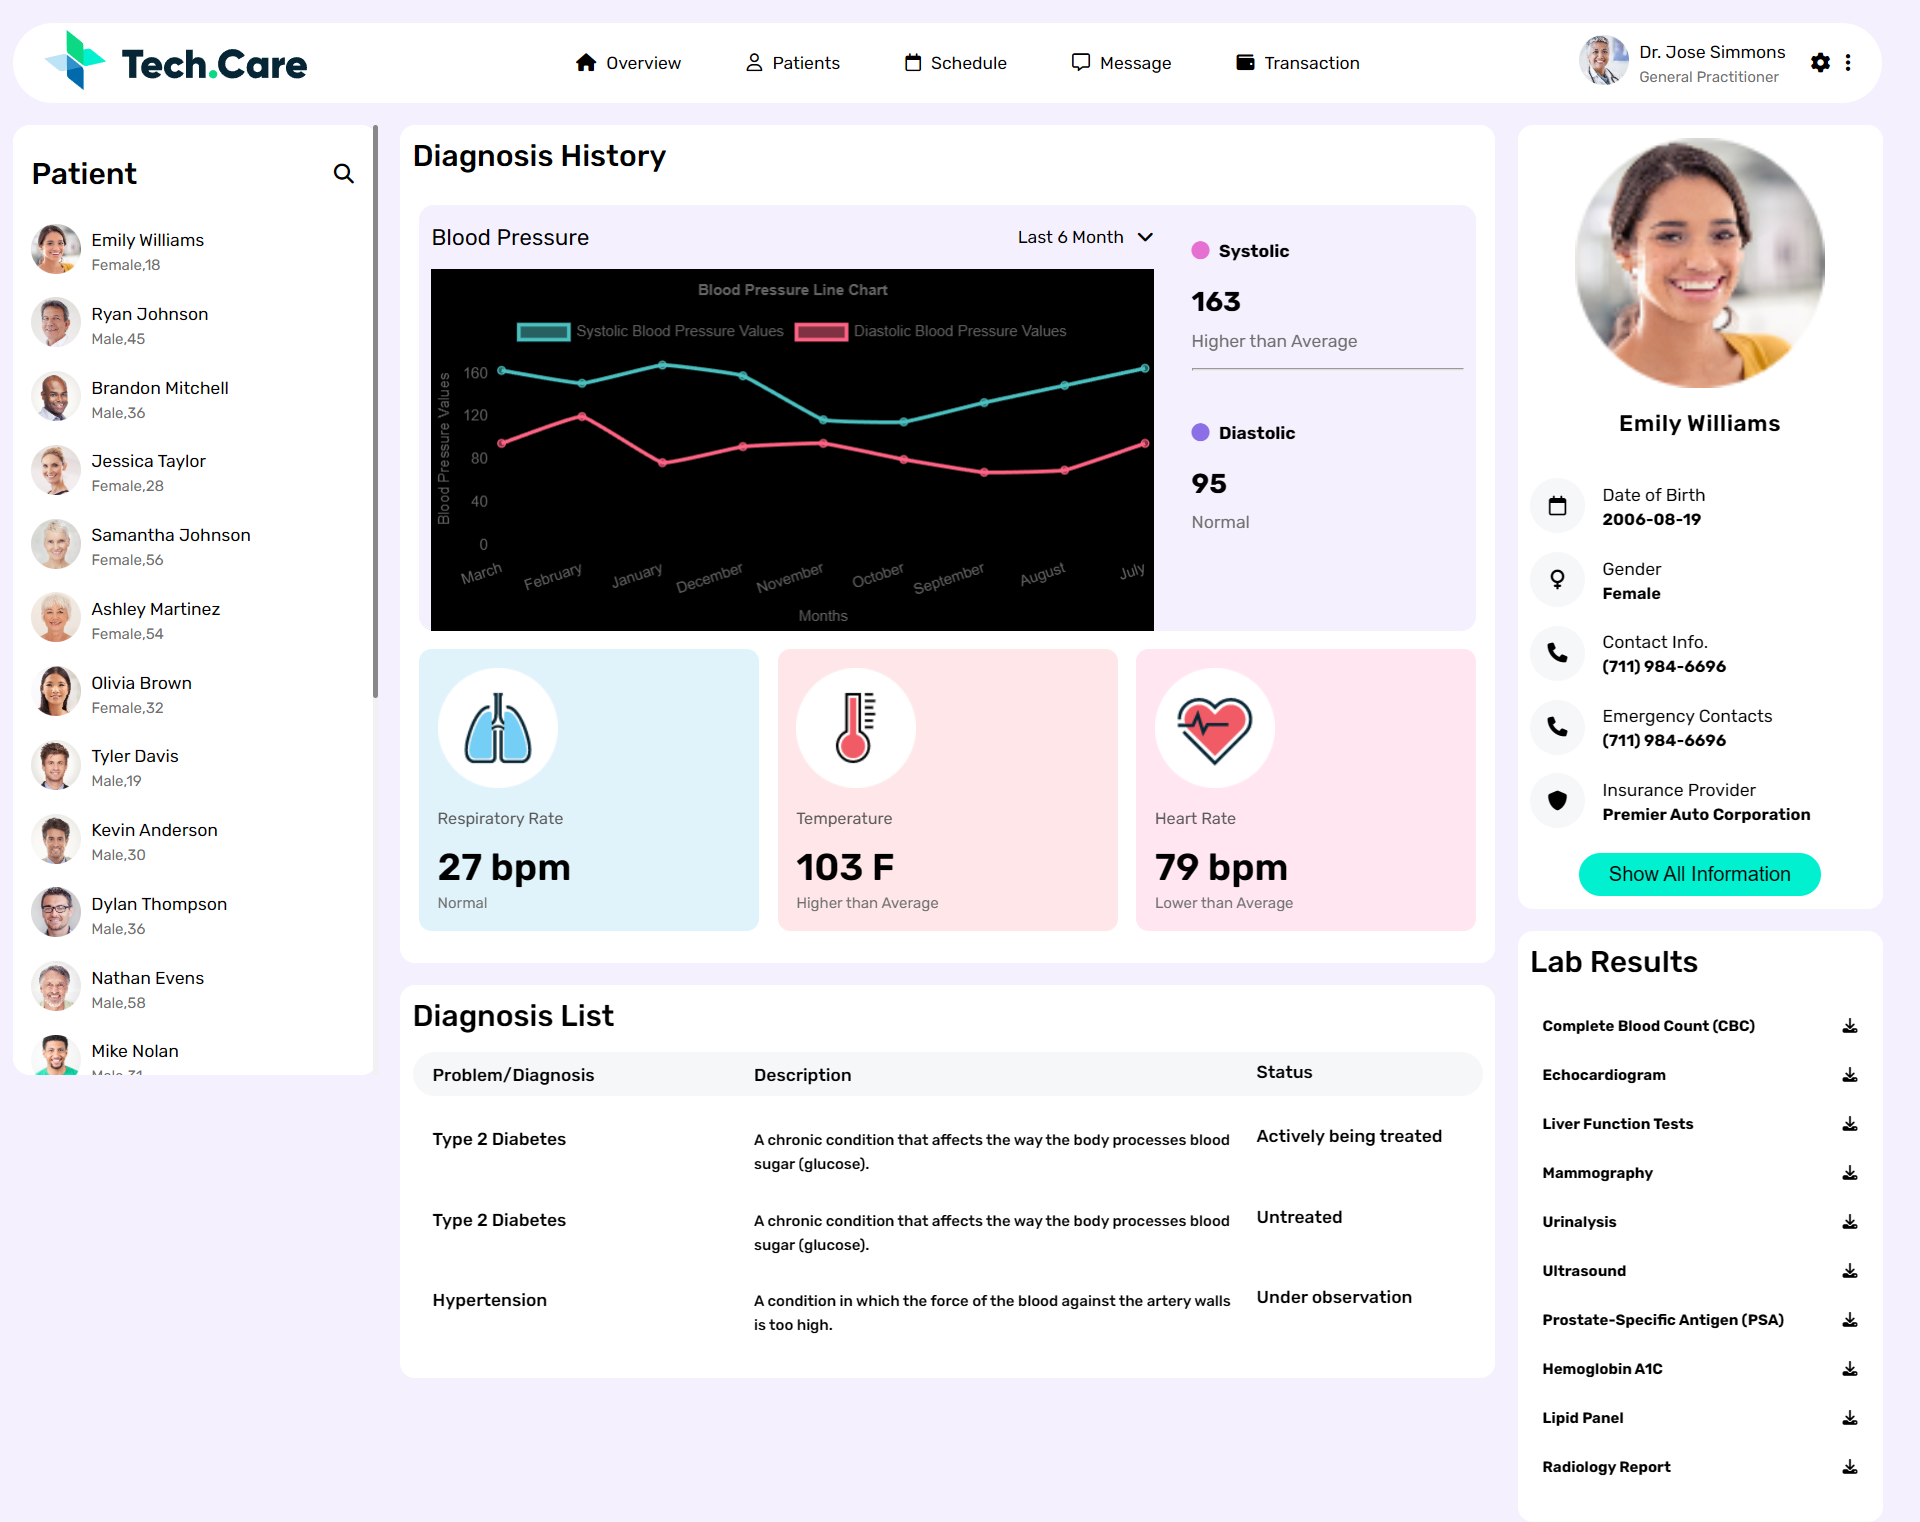 Tech.Care
Overview
Patients
Schedule
Message
Transaction
Dr. Jose Simmons
General Practitioner
Patient
Emily Williams
Female,18
Ryan Johnson
Male,45
Brandon Mitchell
Male,36
Jessica Taylor
Female,28
Samantha Johnson
Female,56
Ashley Martinez
Female,54
Olivia Brown
Female,32
Tyler Davis
Male,19
Kevin Anderson
Male,30
Dylan Thompson
Male,36
Nathan Evens
Male,58
Mike Nolan
Male,31
Diagnosis History
Blood Pressure
Last 6 Month
Blood Pressure Line Chart
Systolic Blood Pressure Values
Diastolic Blood Pressure Values
Blood Pressure Values
160
120
80
40
0
March
February
January
December
November
October
September
August
July
Months
Systolic
163
Higher than Average
Diastolic
95
Normal
Respiratory Rate
27 bpm
Normal
Temperature
103 F
Higher than Average
Heart Rate
79 bpm
Lower than Average
Diagnosis List
Problem/Diagnosis
Description
Status
Type 2 Diabetes
A chronic condition that affects the way the body processes blood
sugar (glucose).
Actively being treated
Type 2 Diabetes
A chronic condition that affects the way the body processes blood
sugar (glucose).
Untreated
Hypertension
A condition in which the force of the blood against the artery walls
is too high.
Under observation
Emily Williams
Date of Birth
2006-08-19
Gender
Female
Contact Info.
(711) 984-6696
Emergency Contacts
(711) 984-6696
Insurance Provider
Premier Auto Corporation
Show All Information
Lab Results
Complete Blood Count (CBC)
Echocardiogram
Liver Function Tests
Mammography
Urinalysis
Ultrasound
Prostate-Specific Antigen (PSA)
Hemoglobin A1C
Lipid Panel
Radiology Report